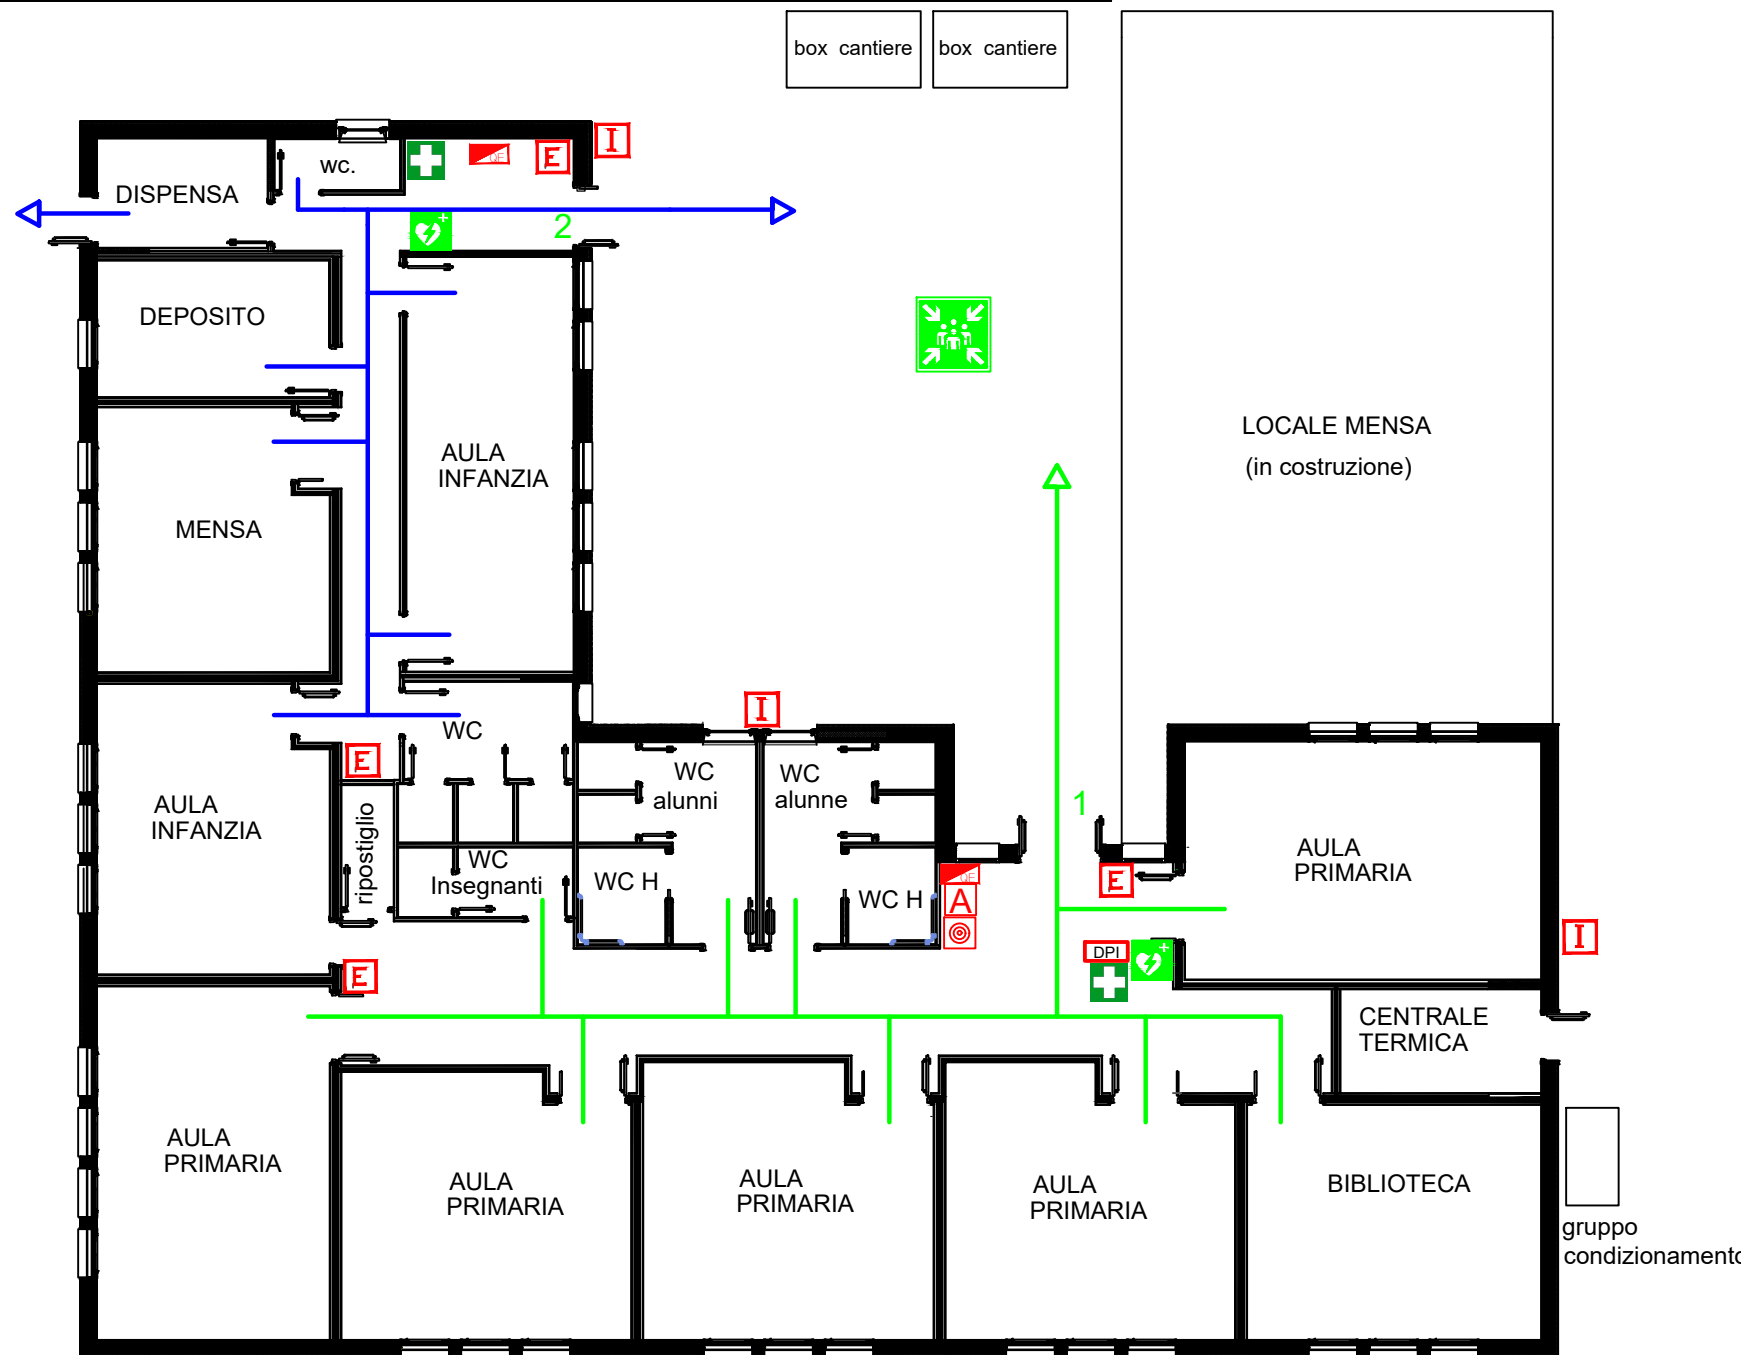 box cantiere
box cantiere
I
wc.
QE
E
DISPENSA
2
DEPOSITO
LOCALE MENSA
(in costruzione)
AULA
INFANZIA
MENSA
I
WC
E
WC
alunni
WC
alunne
1
AULA
INFANZIA
ripostiglio
WC
Insegnanti
WC H
WC H
QE
A
E
AULA
PRIMARIA
I
DPI
E
CENTRALE
TERMICA
AULA
PRIMARIA
AULA
PRIMARIA
AULA
PRIMARIA
AULA
PRIMARIA
BIBLIOTECA
gruppo
condizionamento